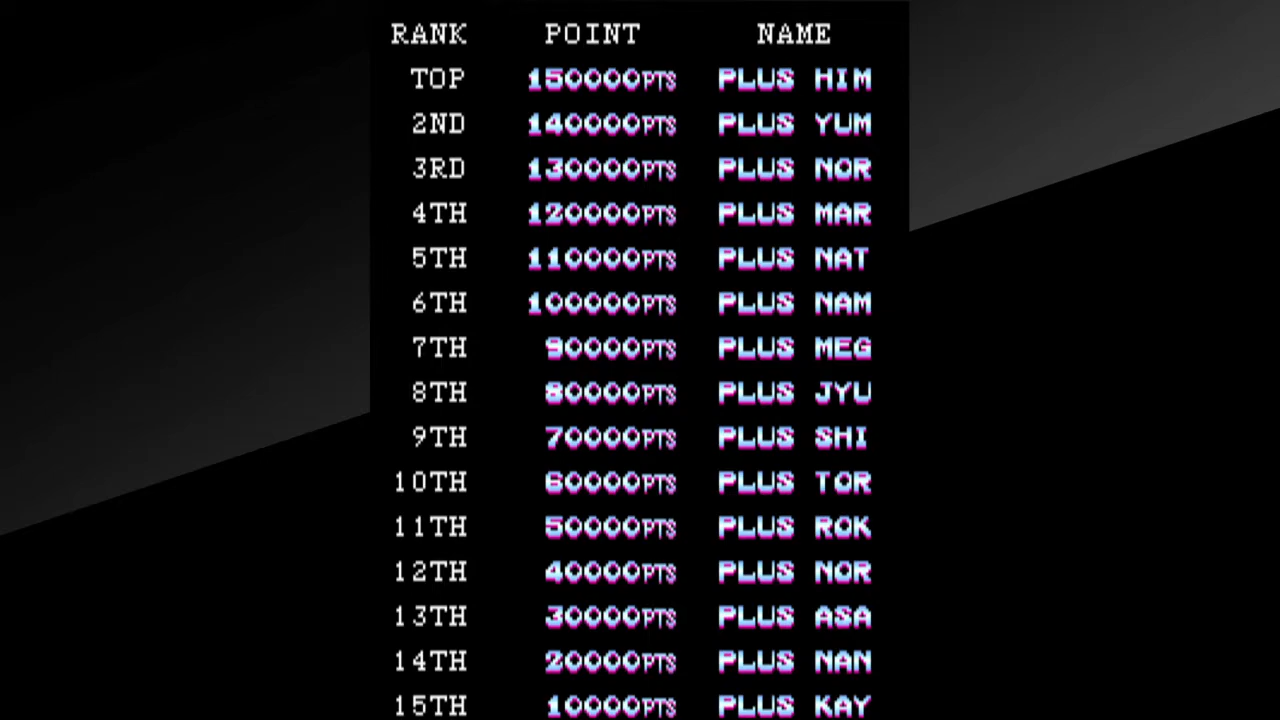 RANK POINT NAME
TOP 150000PTS PLUS HIM
2ND 140000PTS PLUS YUM
3RD 130000PTS PLUS NOR
4TH 120000PTS PLUS MAR
5TH 110000PTS PLUS NAT
6TH 100000PTS PLUS NAM
7TH 90000PTS PLUS MEG
8TH 80000PTS PLUS JYU
9TH 70000PTS PLUS SHI
10TH 60000PTS PLUS TOR
11TH 50000PTS PLUS ROK
12TH 40000PTS PLUS NOR
13TH 30000PTS PLUS ASA
14TH 20000PTS PLUS NAN
15TH 10000PTS PLUS KAY